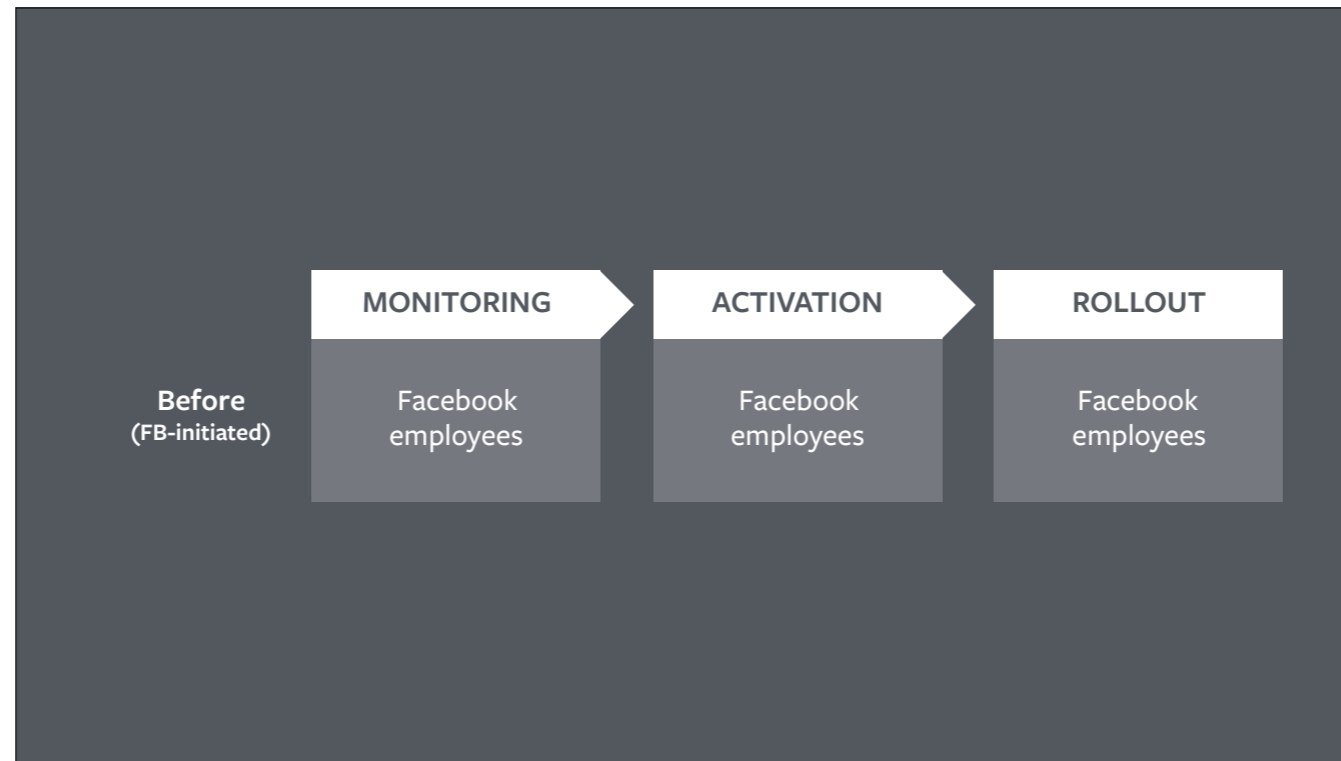 MONITORING
ACTIVATION
ROLLOUT
Before
(FB-initiated)
Facebook
employees
Facebook
employees
Facebook
employees